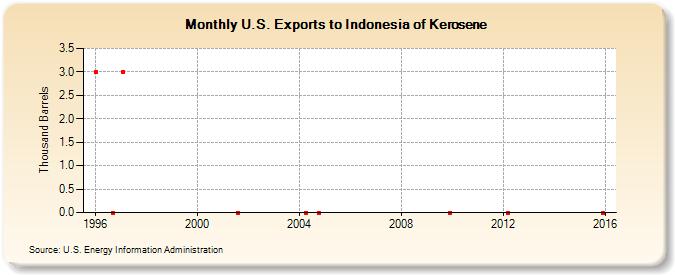 Monthly U.S. Exports to Indonesia of Kerosene
Thousand Barrels
3.5
3.0
2.5
2.0
1.5
1.0
0.5
0.0
1996 2000 2004 2008 2012 2016
Source: U.S. Energy Information Administration